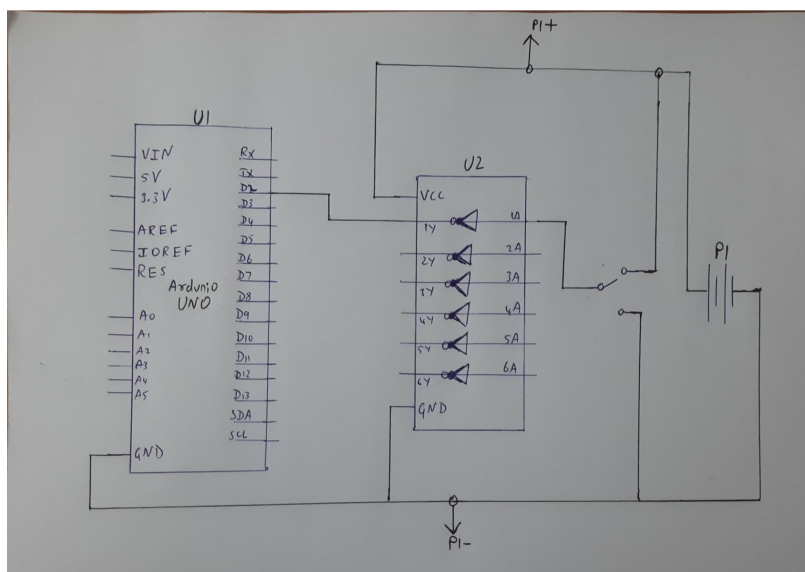 P1+
U1
U2
VIN
5V
3.3V
AREF
IOREF
RES
Ardunio
UNO
A0
A1
A2
A3
A4
A5
GND
RX
TX
D2
D3
D4
D5
D6
D7
D8
D9
D10
D11
D12
D13
SDA
SCL
VCC
1Y 1A
2Y 2A
3Y 3A
4Y 4A
5Y 5A
6Y 6A
GND
P1
P1-